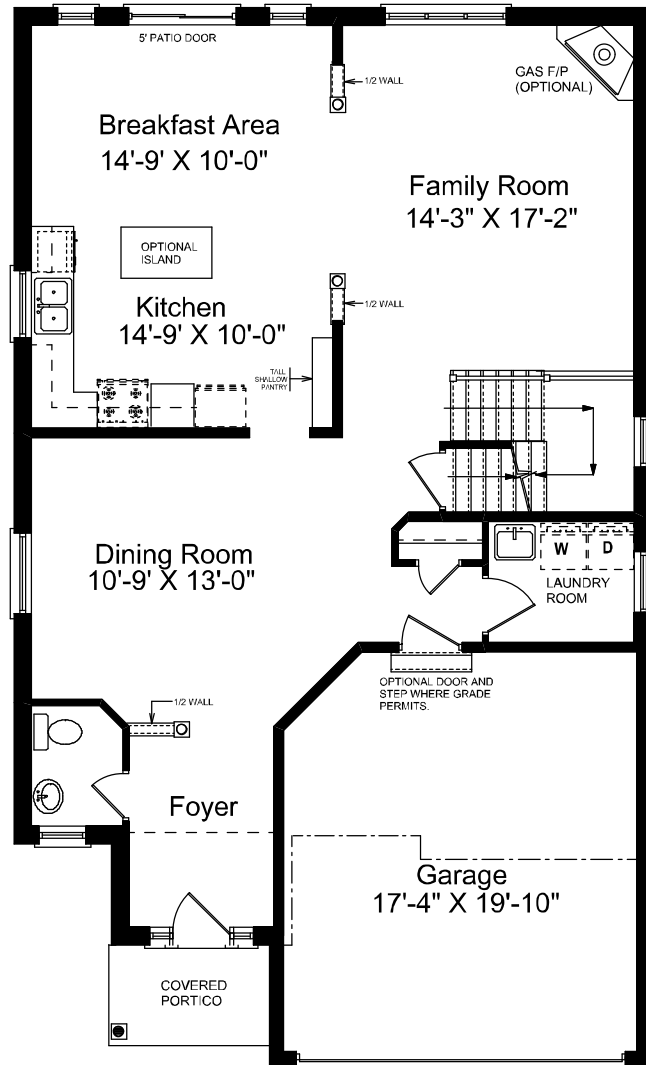 5' PATIO DOOR
GAS F/P
(OPTIONAL)
1/2 WALL
Breakfast Area
14'-9' X 10'-0"
Family Room
14'-3" X 17'-2"
OPTIONAL
ISLAND
Kitchen
14'-9' X 10'-0"
1/2 WALL
TALL
SHALLOW
PANTRY
Dining Room
10'-9' X 13'-0"
W
D
LAUNDRY
ROOM
OPTIONAL DOOR AND
STEP WHERE GRADE
PERMITS.
1/2 WALL
Foyer
Garage
17'-4" X 19'-10"
COVERED
PORTICO